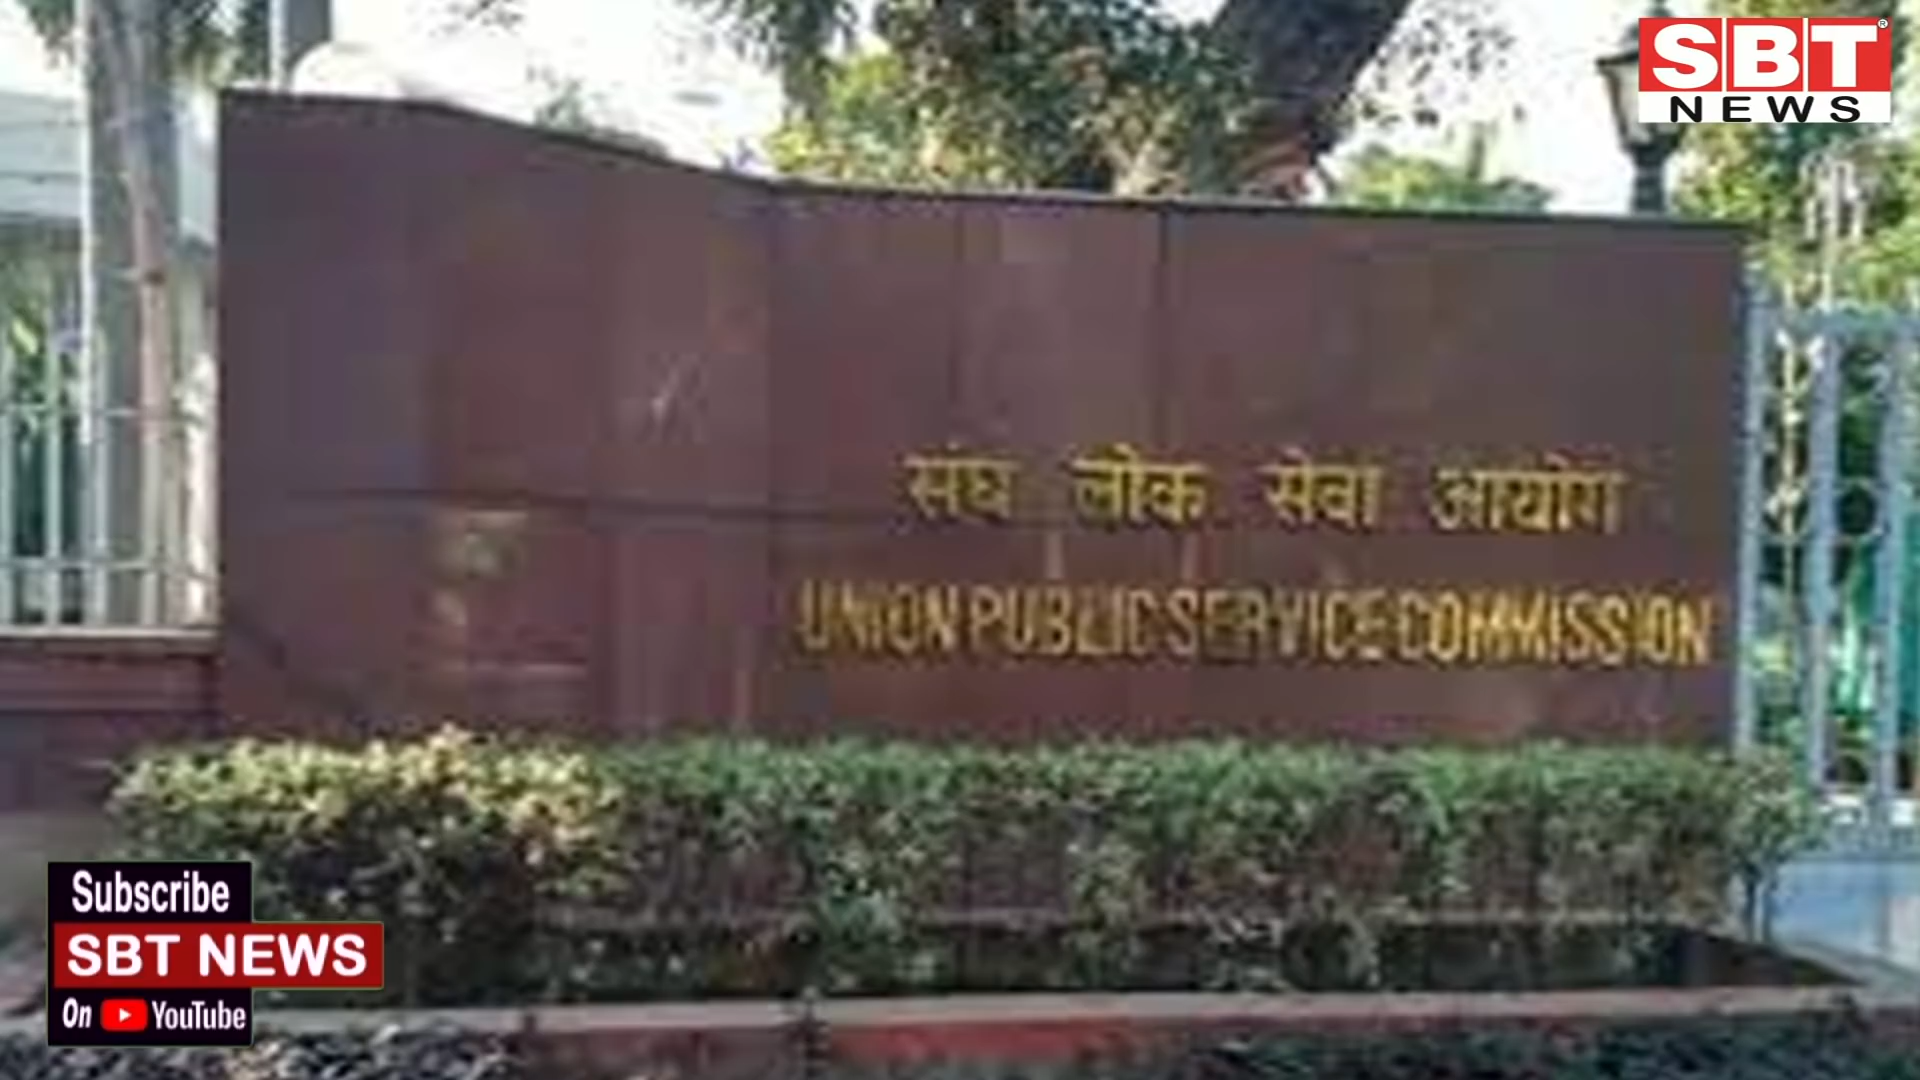 SBT
NEWS
संघ लोक सेवा आयोग
UNION PUBLIC SERVICE COMMISSION
Subscribe
SBT NEWS
On YouTube